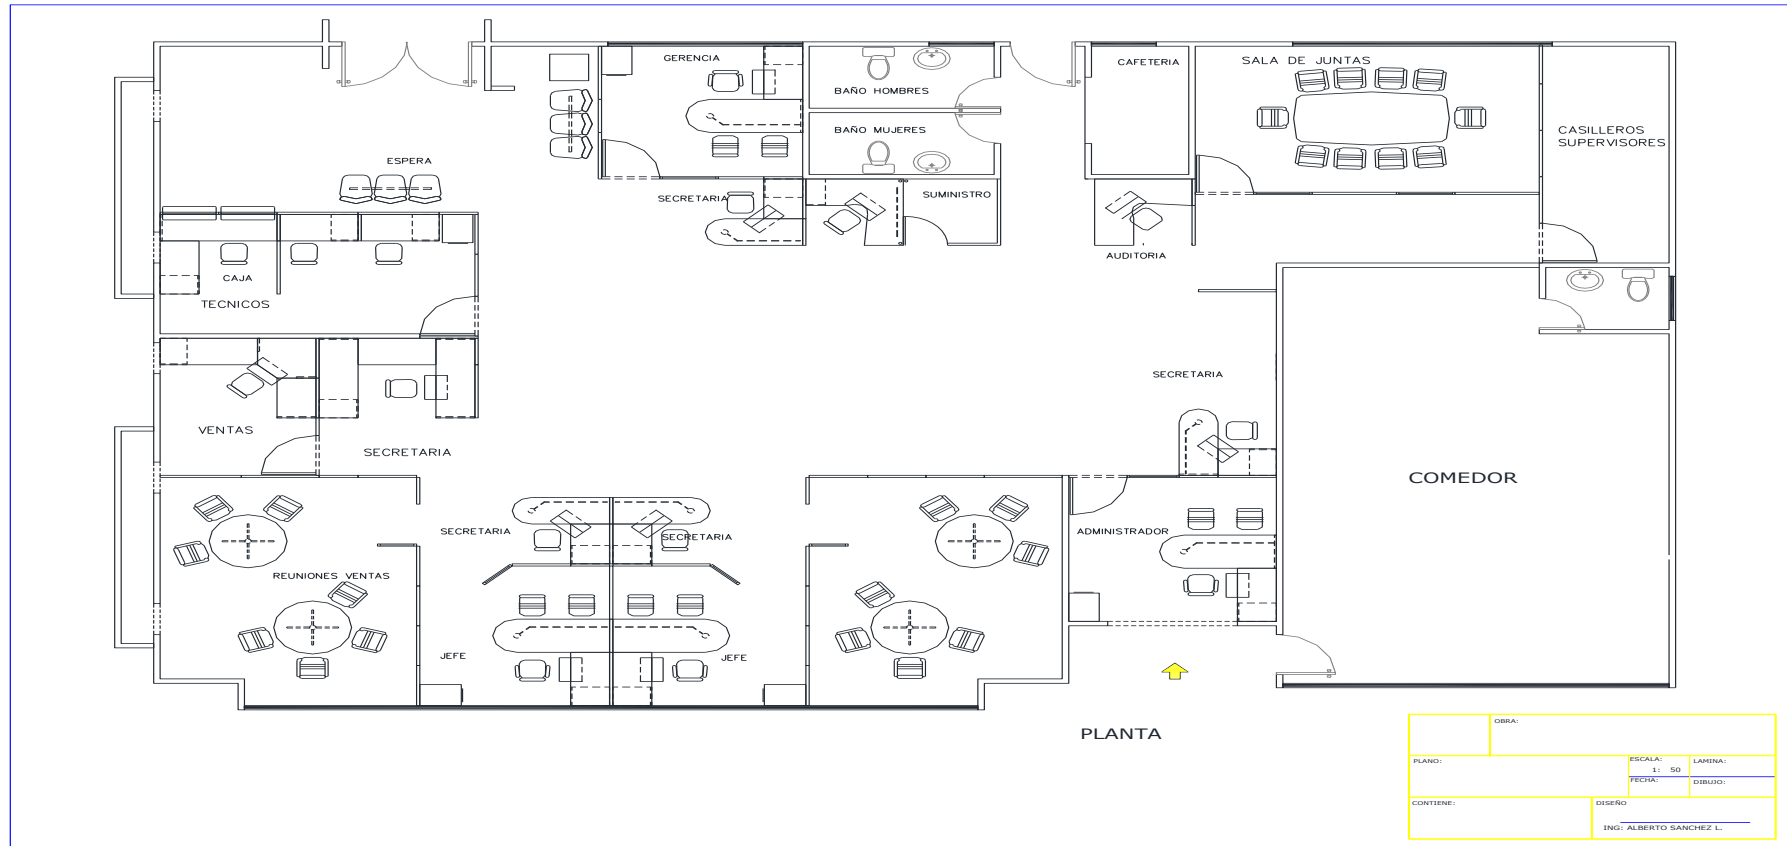 GERENCIA
CAFETERIA
SALA DE JUNTAS
BAÑO HOMBRES
BAÑO MUJERES
CASILLEROS
SUPERVISORES
ESPERA
SECRETARIA
SUMINISTRO
AUDITORIA
CAJA
TECNICOS
SECRETARIA
VENTAS
SECRETARIA
COMEDOR
SECRETARIA
SECRETARIA
ADMINISTRADOR
REUNIONES VENTAS
JEFE
JEFE
PLANTA
OBRA:
PLANO:
ESCALA:
1: 50
LAMINA:
FECHA:
DIBUJO:
CONTIENE:
DISEÑO
ING: ALBERTO SANCHEZ L.